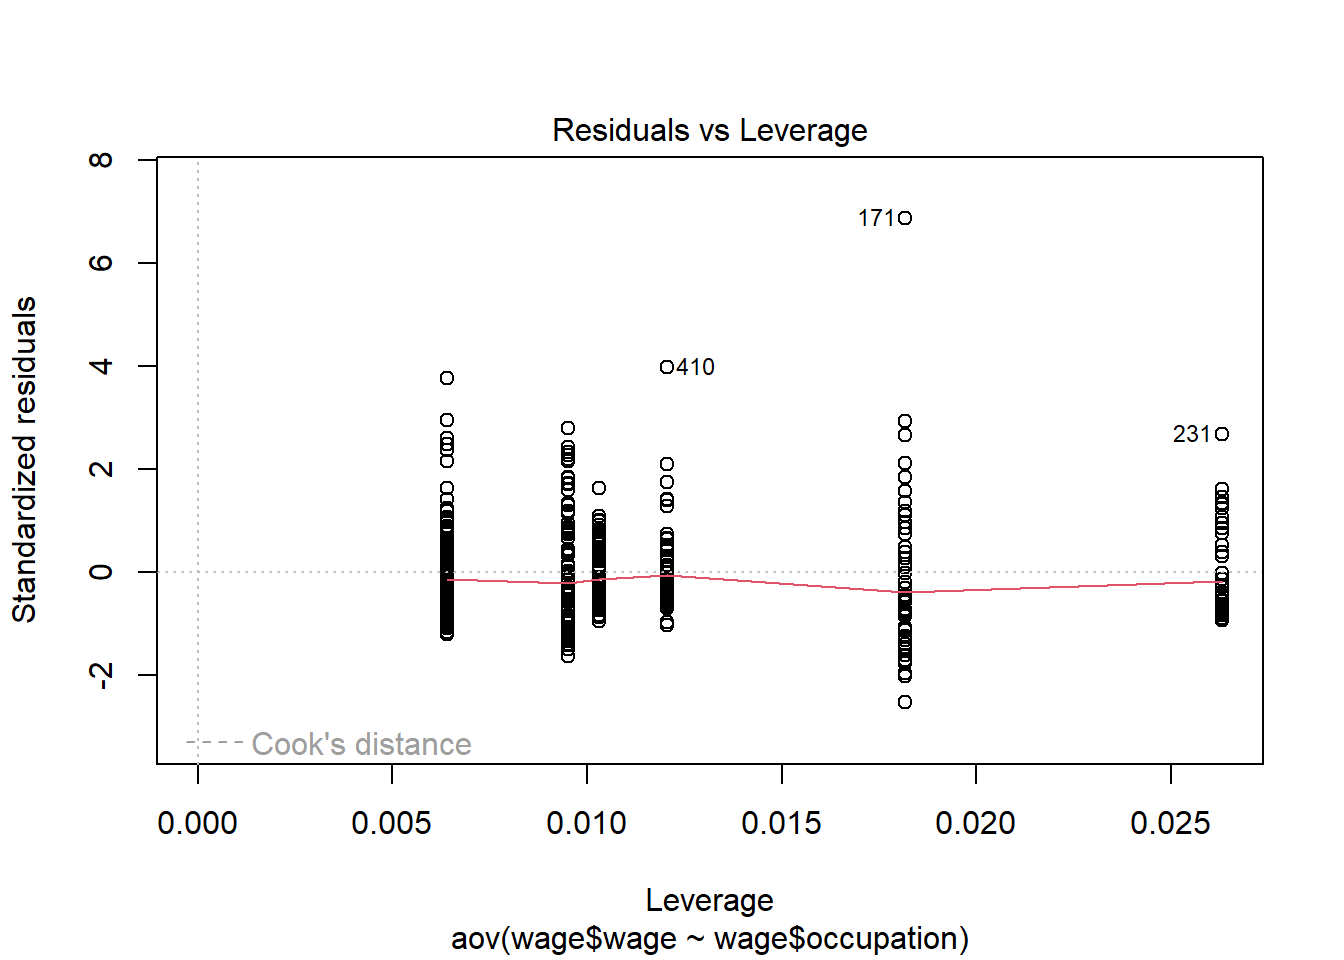 Residuals vs Leverage
8
6
4
2
0
-2
Standardized residuals
171
410
231
Cook's distance
0.000 0.005 0.010 0.015 0.020 0.025
Leverage
aov(wage$wage ~ wage$occupation)